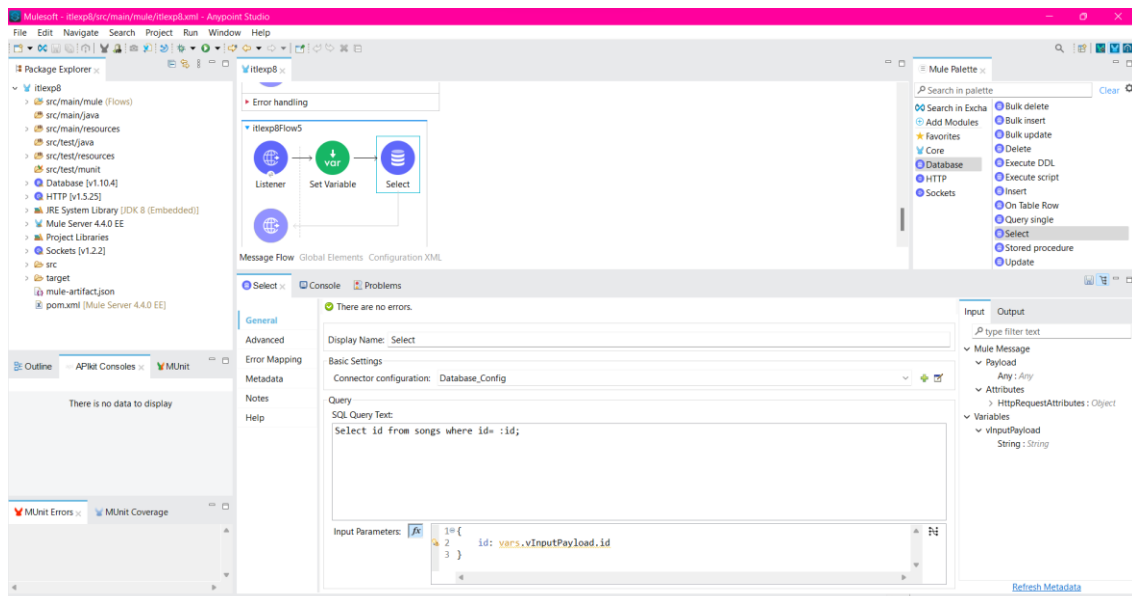 Mulesoft - itlexp8/src/main/mule/itlexp8.xml - Anypoint Studio
File Edit Navigate Search Project Run Window Help
Package Explorer
itlexp8
src/main/mule (Flows)
src/main/java
src/main/resources
src/test/java
src/test/resources
src/test/munit
Database [v1.10.4]
HTTP [v1.5.25]
JRE System Library [JDK 8 (Embedded)]
Mule Server 4.4.0 EE
Project Libraries
Sockets [v1.2.2]
src
target
mule-artifact.json
pom.xml [Mule Server 4.4.0 EE]
Outline
APIkit Consoles
MUnit
There is no data to display
MUnit Errors
MUnit Coverage
itlexp8
Error handling
itlexp8Flow5
var
Listener
Set Variable
Select
Message Flow Global Elements Configuration XML
Mule Palette
Search in palette
Clear
Search in Excha
Add Modules
Favorites
Core
Database
HTTP
Sockets
Bulk delete
Bulk insert
Bulk update
Delete
Execute DDL
Execute script
Insert
On Table Row
Query single
Select
Stored procedure
Update
Select
Console
Problems
There are no errors.
General
Advanced
Error Mapping
Metadata
Notes
Help
Display Name: Select
Basic Settings
Connector configuration: Database_Config
Query
SQL Query Text:
Select id from songs where id= :id;
Input Parameters: fx
1 {
2 id: vars.vInputPayload.id
3 }
Input Output
type filter text
Mule Message
Payload
Any : Any
Attributes
HttpRequestAttributes : Object
Variables
vInputPayload
String : String
Refresh Metadata